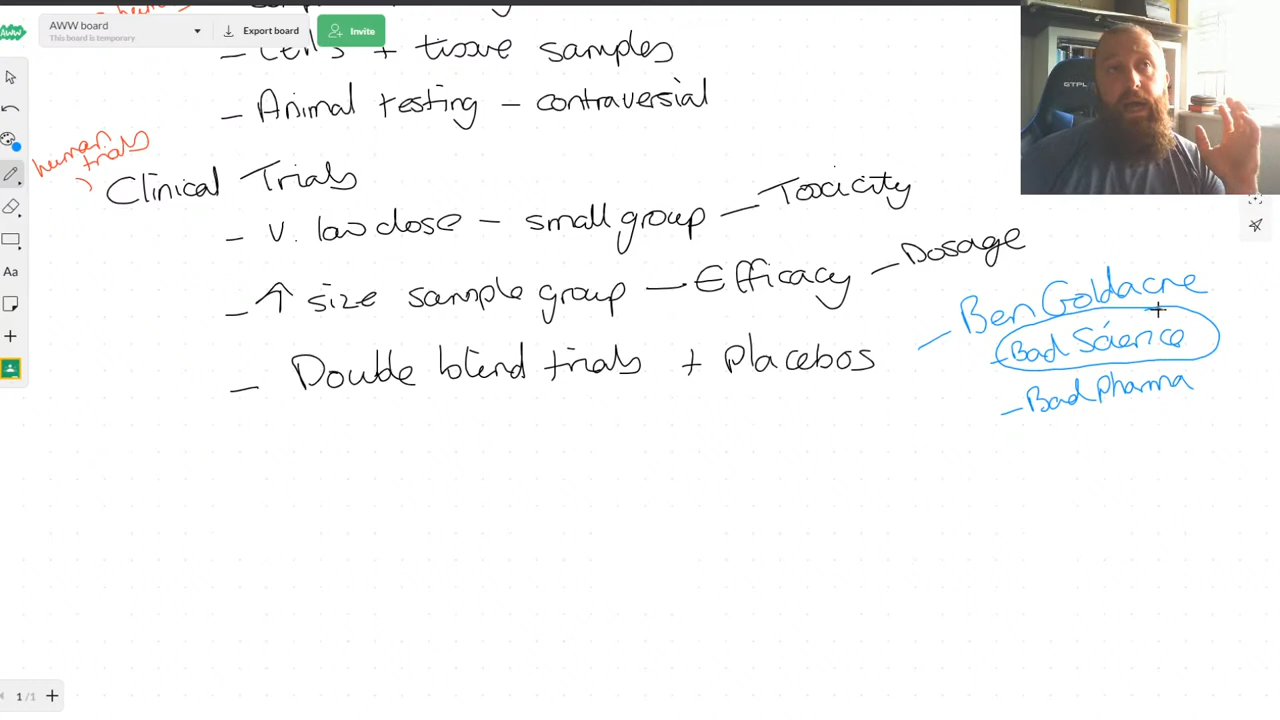 AWW board
This board is temporary
Export board
Invite
- Cells + tissue samples
- Animal testing - contraversial
human trials
Clinical Trials
- V. low dose - small group - Toxicity
- ↑ size sample group - Efficacy - Dosage
- Double blind trials + Placebos
- Ben Goldacre
- Bad Science
- Bad Pharma
Aa
GTPL
1/1